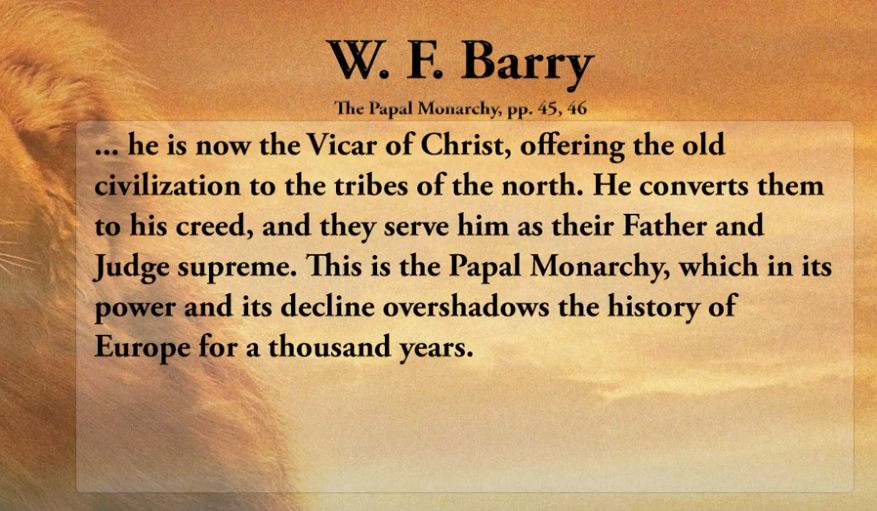 W. F. Barry
The Papal Monarchy, pp. 45, 46
... he is now the Vicar of Christ, offering the old
civilization to the tribes of the north. He converts them
to his creed, and they serve him as their Father and
Judge supreme. This is the Papal Monarchy, which in its
power and its decline overshadows the history of
Europe for a thousand years.